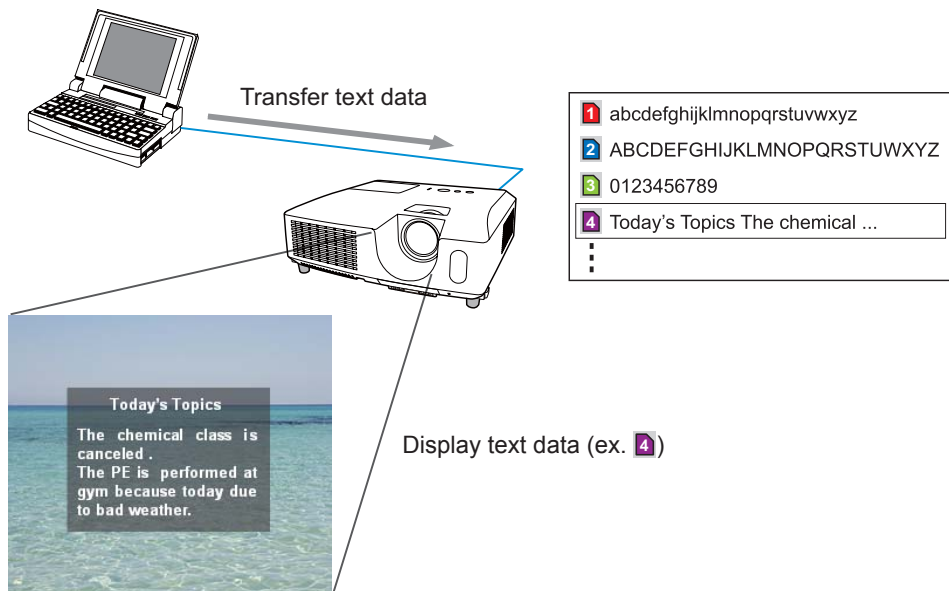 Transfer text data
1 abcdefghijklmnopqrstuvwxyz
2 ABCDEFGHIJKLMNOPQRSTUWXYZ
3 0123456789
4 Today’s Topics The chemical ...
Today's Topics
The chemical class is
canceled .
The PE is performed at
gym because today due
to bad weather.
Display text data (ex. 4)